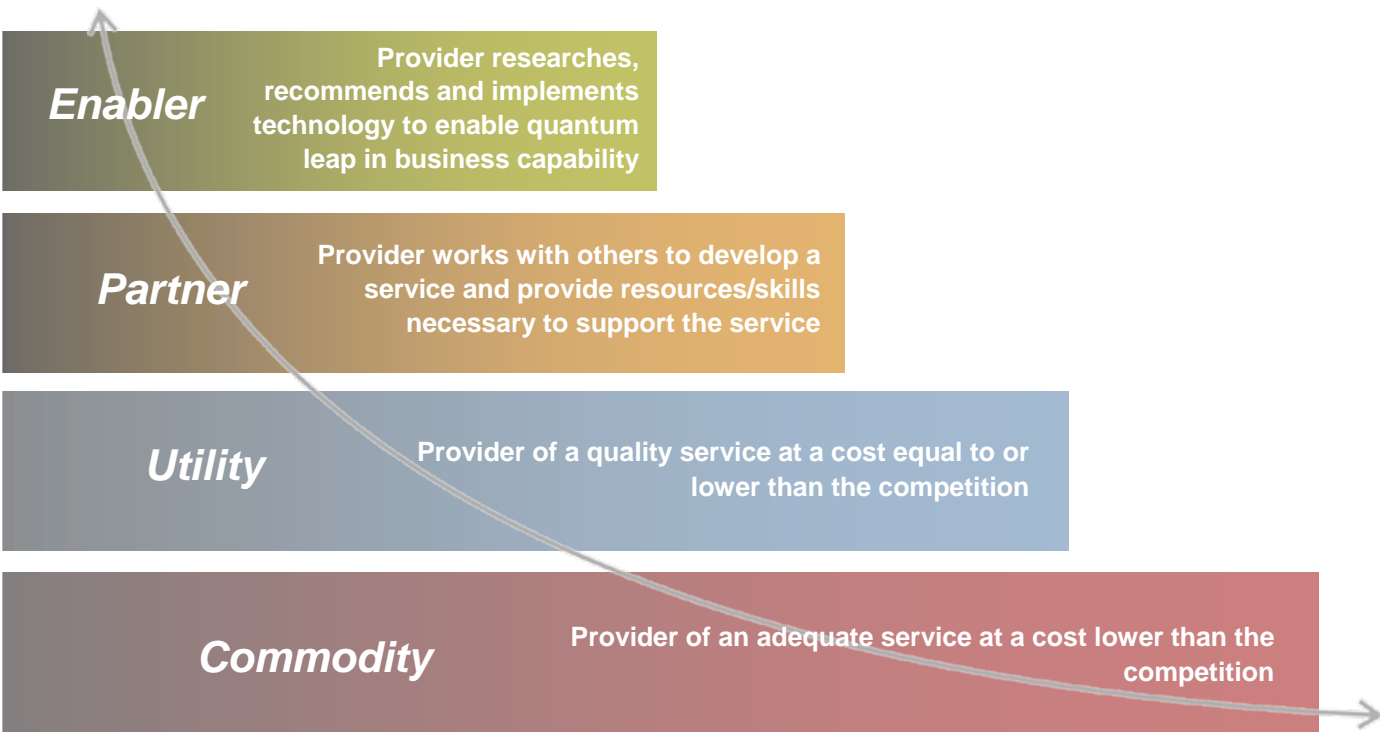 Enabler
Provider researches,
recommends and implements
technology to enable quantum
leap in business capability
Partner
Provider works with others to develop a
service and provide resources/skills
necessary to support the service
Utility
Provider of a quality service at a cost equal to or
lower than the competition
Commodity
Provider of an adequate service at a cost lower than the
competition